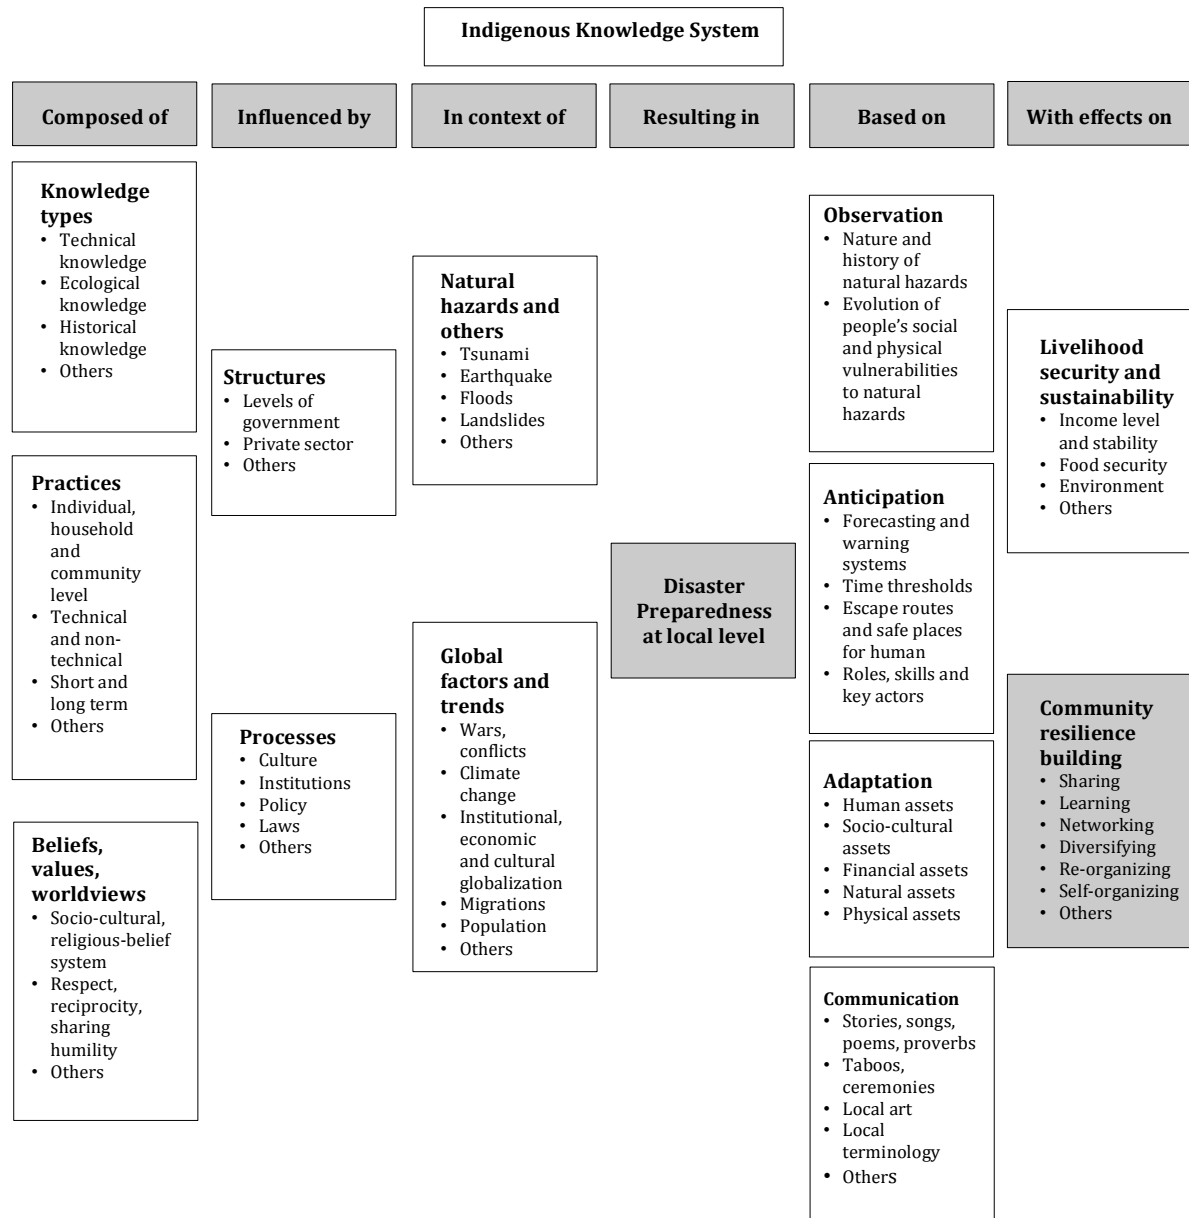 Indigenous Knowledge System
Composed of
Influenced by
In context of
Resulting in
Based on
With effects on
Knowledge
types
• Technical
knowledge
• Ecological
knowledge
• Historical
knowledge
• Others
Practices
• Individual,
household
and
community
level
• Technical
and non-
technical
• Short and
long term
• Others
Beliefs,
values,
worldviews
• Socio-cultural,
religious-belief
system
• Respect,
reciprocity,
sharing
humility
• Others
Structures
• Levels of
government
• Private sector
• Others
Processes
• Culture
• Institutions
• Policy
• Laws
• Others
Natural
hazards and
others
• Tsunami
• Earthquake
• Floods
• Landslides
• Others
Global
factors and
trends
• Wars,
conflicts
• Climate
change
• Institutional,
economic
and cultural
globalization
• Migrations
• Population
• Others
Disaster
Preparedness
at local level
Observation
• Nature and
history of
natural hazards
• Evolution of
people’s social
and physical
vulnerabilities
to natural
hazards
Anticipation
• Forecasting and
warning
systems
• Time thresholds
• Escape routes
and safe places
for human
• Roles, skills and
key actors
Adaptation
• Human assets
• Socio-cultural
assets
• Financial assets
• Natural assets
• Physical assets
Communication
• Stories, songs,
poems, proverbs
• Taboos,
ceremonies
• Local art
• Local
terminology
• Others
Livelihood
security and
sustainability
• Income level
and stability
• Food security
• Environment
• Others
Community
resilience
building
• Sharing
• Learning
• Networking
• Diversifying
• Re-organizing
• Self-organizing
• Others